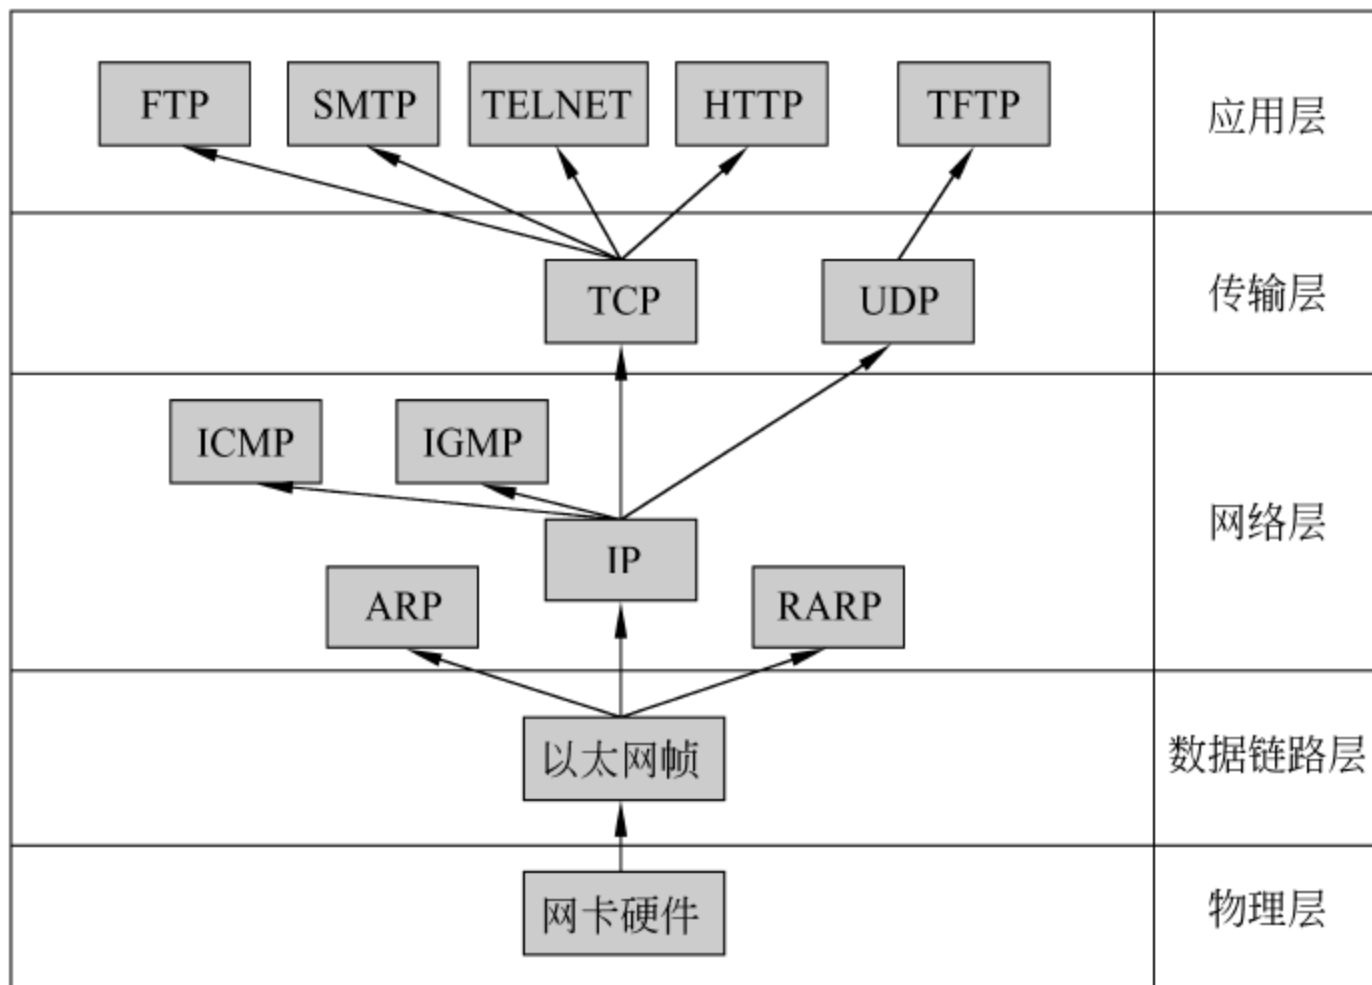 FTP
SMTP
TELNET
HTTP
TFTP
应用层
TCP
UDP
传输层
ICMP
IGMP
网络层
IP
ARP
RARP
以太网帧
数据链路层
网卡硬件
物理层